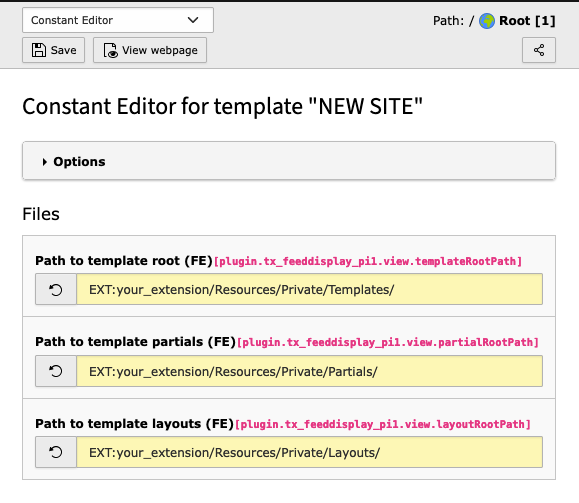 Constant Editor
Path: / Root [1]
Save
View webpage
Constant Editor for template "NEW SITE"
Options
Files
Path to template root (FE)[plugin.tx_feeddisplay_pi1.view.templateRootPath]
EXT:your_extension/Resources/Private/Templates/
Path to template partials (FE)[plugin.tx_feeddisplay_pi1.view.partialRootPath]
EXT:your_extension/Resources/Private/Partials/
Path to template layouts (FE)[plugin.tx_feeddisplay_pi1.view.layoutRootPath]
EXT:your_extension/Resources/Private/Layouts/